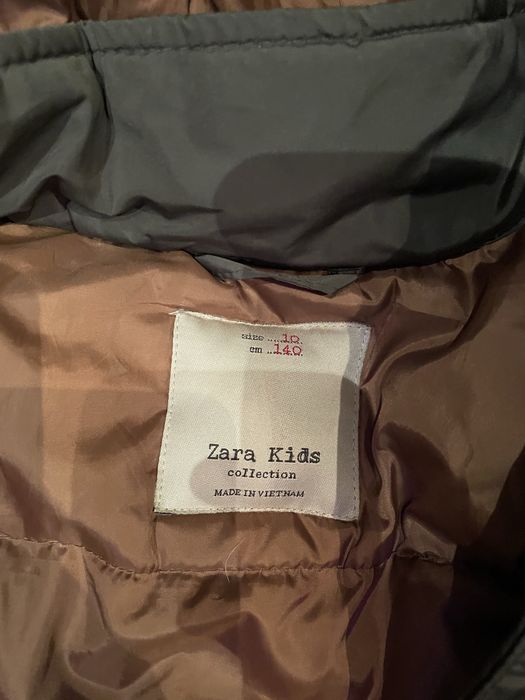 SIZE ......10.
cm ..140.
Zara Kids
collection
MADE IN VIETNAM